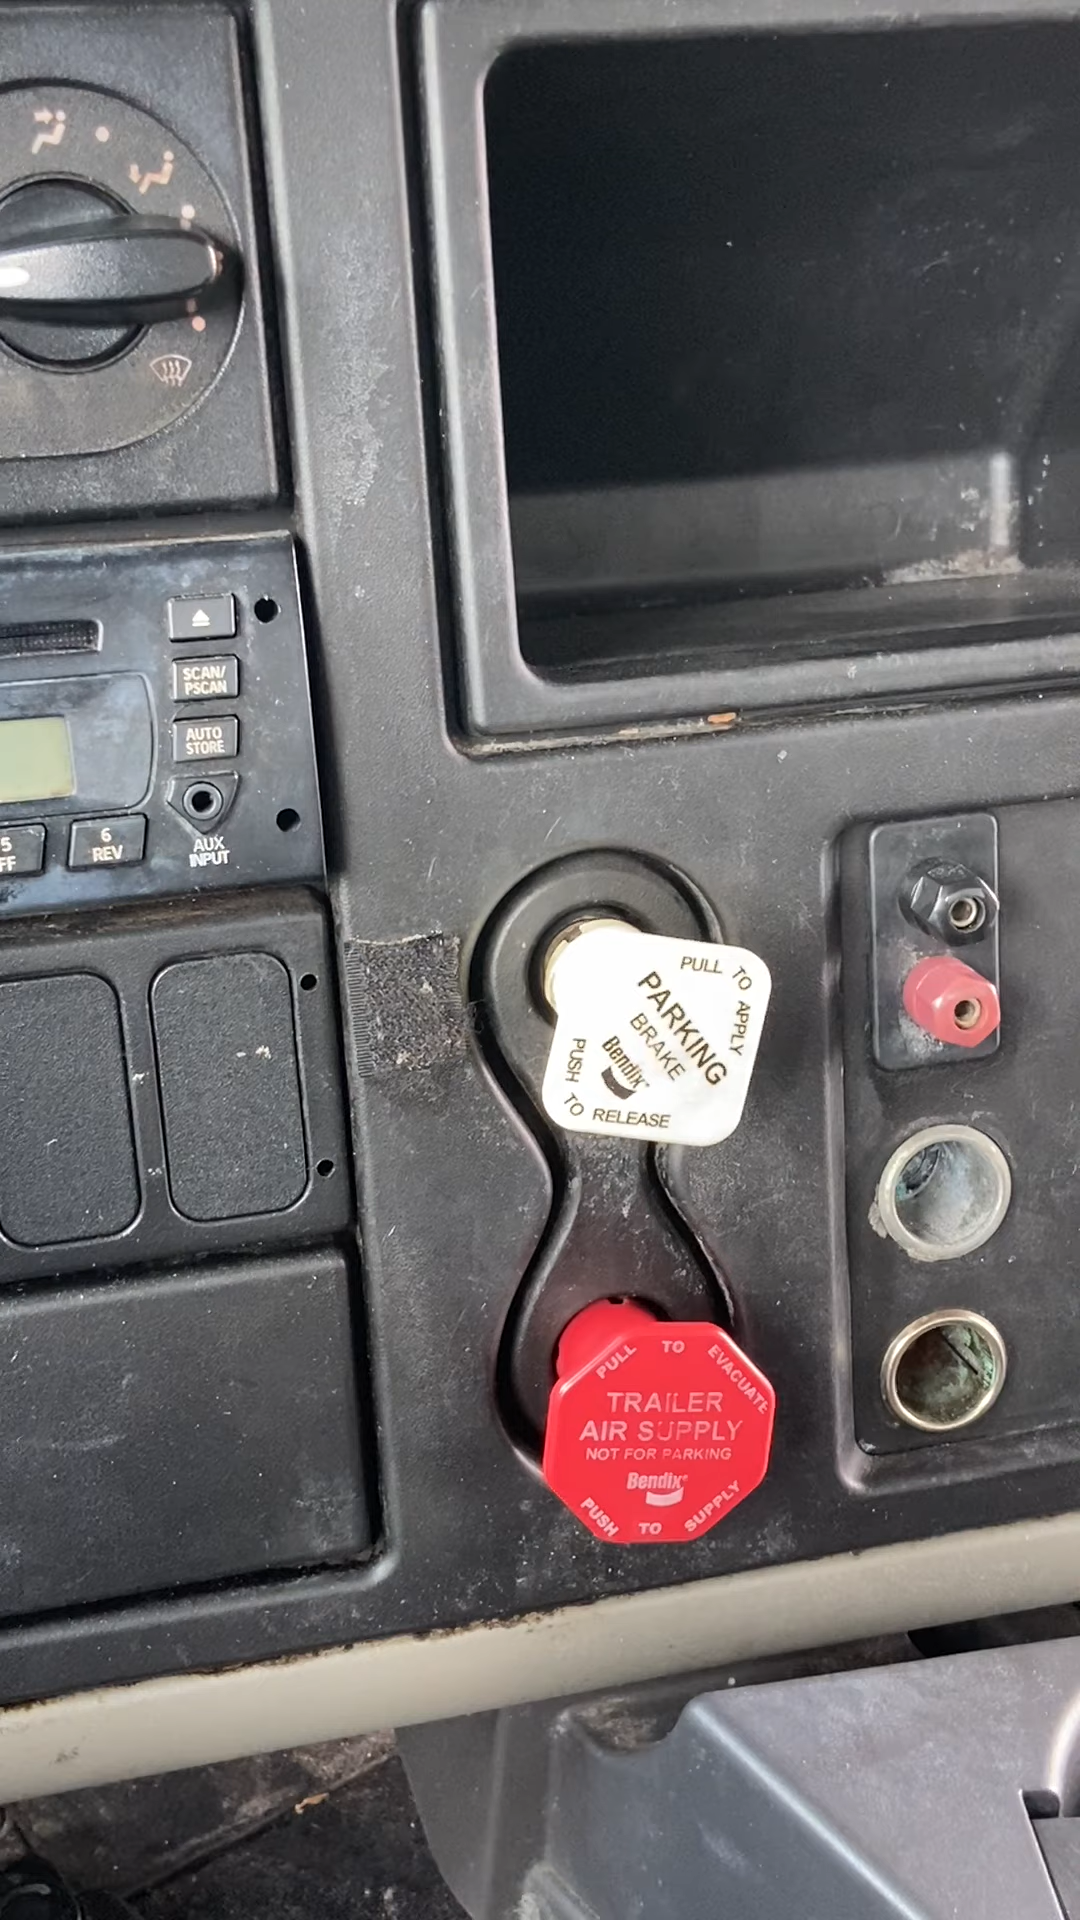 SCAN/
PSCAN
AUTO
STORE
5
FF
6
REV
AUX
INPUT
PULL TO APPLY
PARKING
BRAKE
Bendix
PUSH TO RELEASE
PULL TO EVACUATE
TRAILER
AIR SUPPLY
NOT FOR PARKING
Bendix
PUSH TO SUPPLY